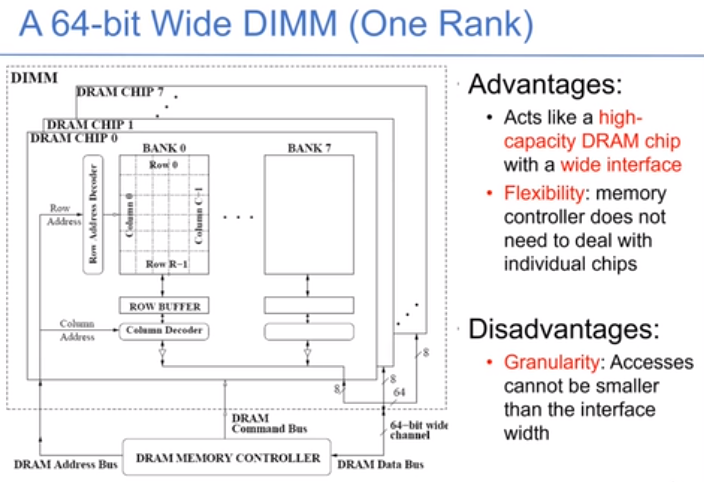 A 64-bit Wide DIMM (One Rank)
DIMM
DRAM CHIP 7
DRAM CHIP 1
DRAM CHIP 0
BANK 0
BANK 7
Row 0
Row Address Decoder
Column 0
Column C-1
Row
Address
. . .
Row R-1
ROW BUFFER
Column
Address
Column Decoder
8
8
8
64
DRAM
Command Bus
64-bit wide
channel
DRAM Address Bus
DRAM MEMORY CONTROLLER
DRAM Data Bus
Advantages:
• Acts like a high-
capacity DRAM chip
with a wide interface
• Flexibility: memory
controller does not
need to deal with
individual chips
Disadvantages:
• Granularity: Accesses
cannot be smaller
than the interface
width